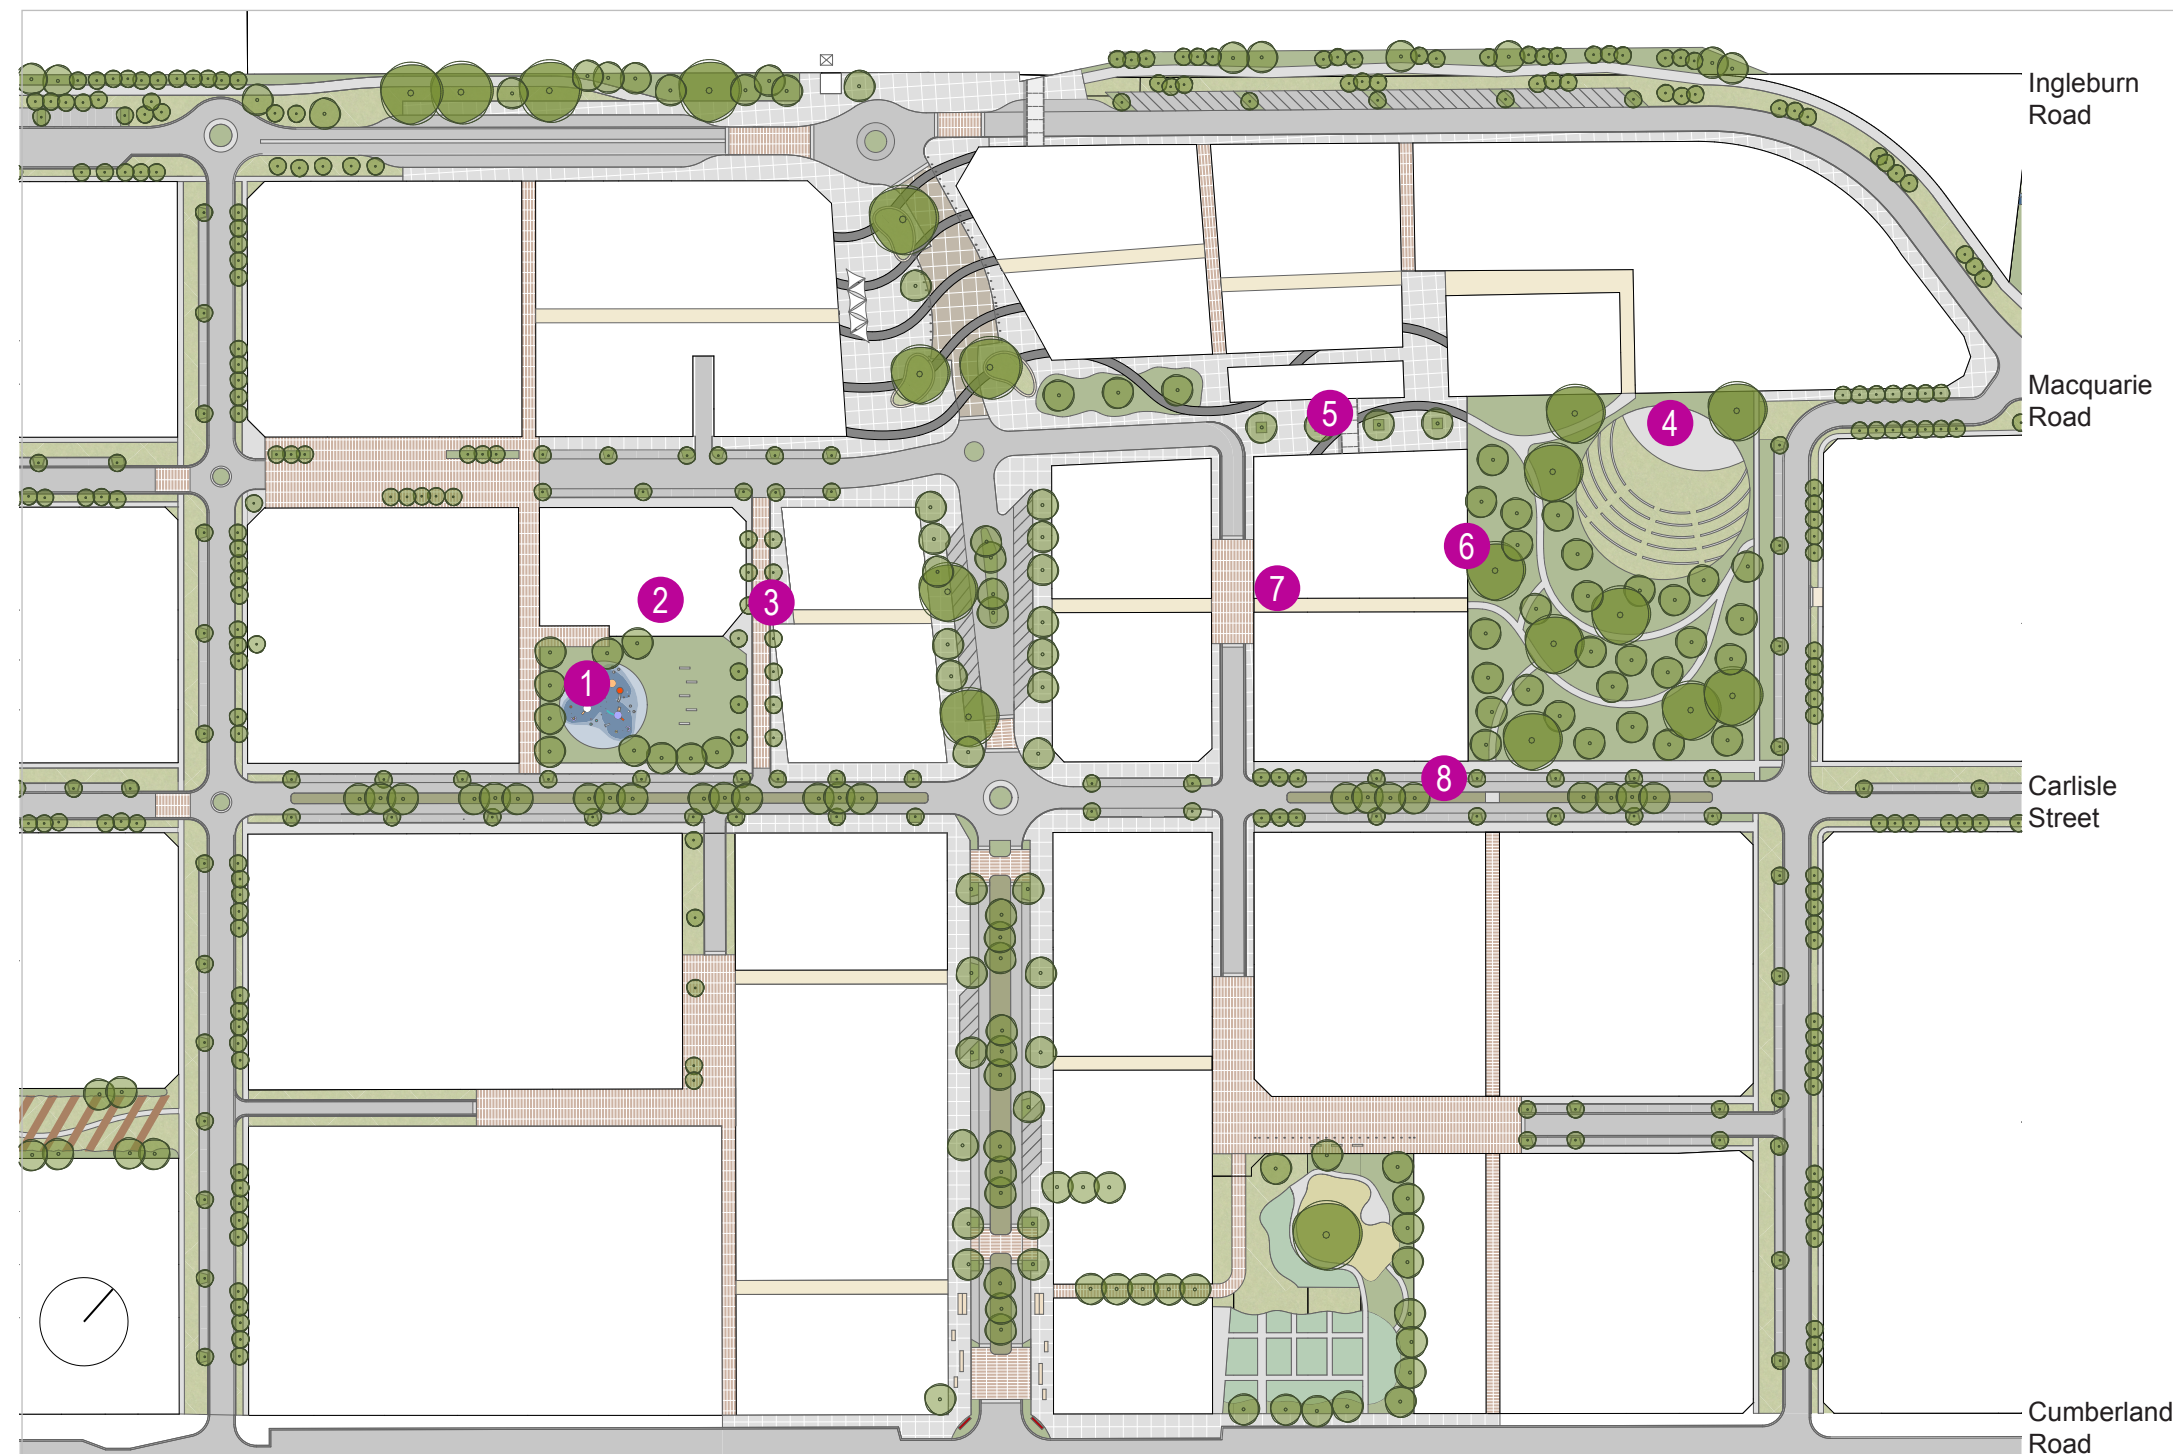 Ingleburn
Road
4
5
Macquarie
Road
6
7
2
3
1
8
Carlisle
Street
Cumberland
Road